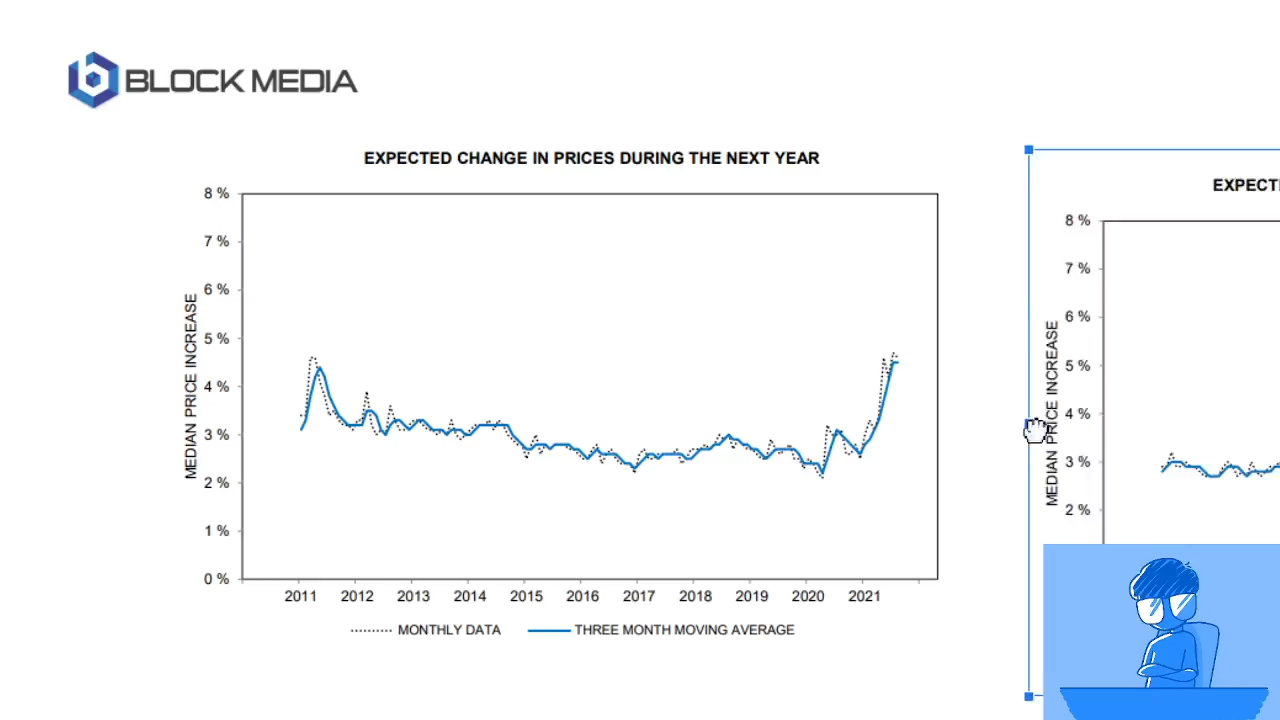 BLOCK MEDIA
EXPECTED CHANGE IN PRICES DURING THE NEXT YEAR
MEDIAN PRICE INCREASE
8 %
7 %
6 %
5 %
4 %
3 %
2 %
1 %
0 %
2011 2012 2013 2014 2015 2016 2017 2018 2019 2020 2021
MONTHLY DATA THREE MONTH MOVING AVERAGE
MEDIAN PRICE INCREASE
8 %
7 %
6 %
5 %
4 %
3 %
2 %